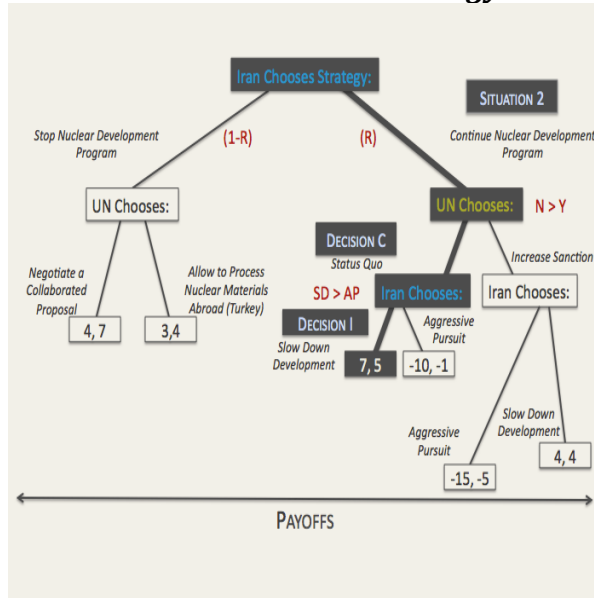 Iran Chooses Strategy:
SITUATION 2
Stop Nuclear Development
Program
(1-R)
(R)
Continue Nuclear Development
Program
UN Chooses:
UN Chooses:
N > Y
DECISION C
Status Quo
Increase Sanction
Negotiate a
Collaborated
Proposal
Allow to Process
Nuclear Materials
Abroad (Turkey)
SD > AP
Iran Chooses:
Iran Chooses:
DECISION I
Aggressive
Pursuit
Slow Down
Development
4, 7
3,4
7, 5
-10, -1
Aggressive
Pursuit
Slow Down
Development
-15, -5
4, 4
PAYOFFS